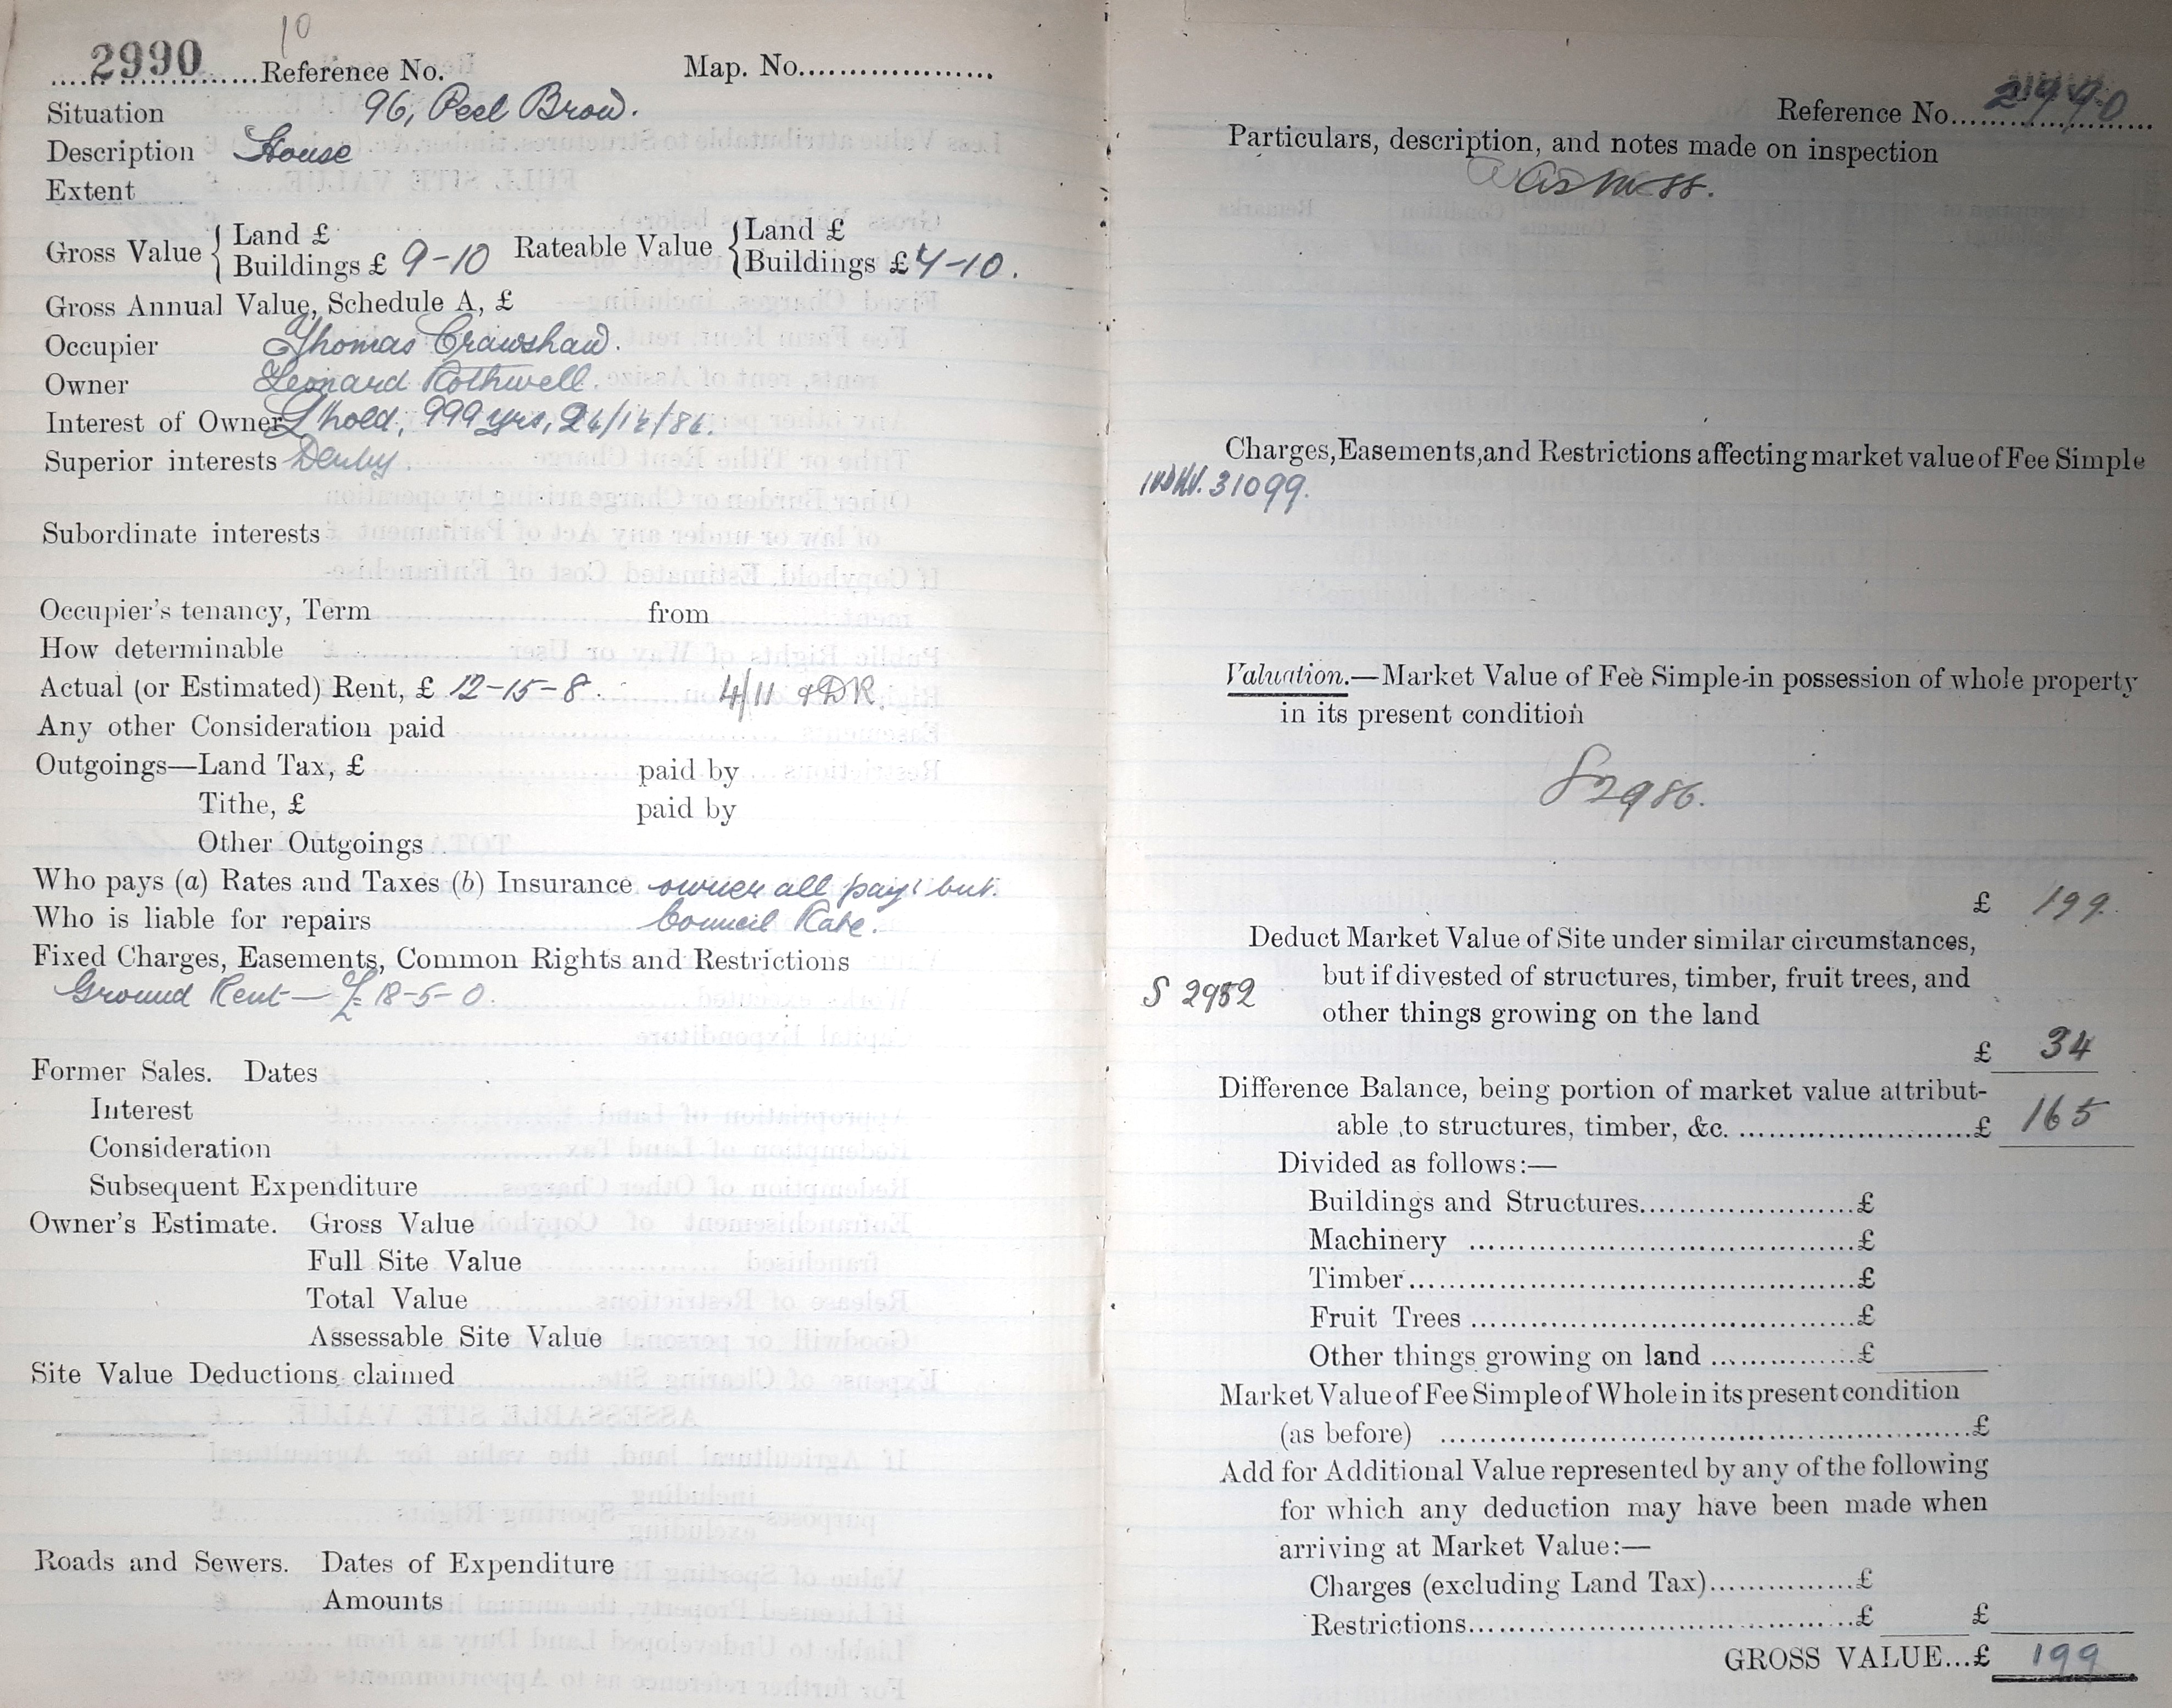 10
2990 Reference No. Map. No.
Situation 96, Peel Brow.
Description House
Extent
Gross Value { Land £ Rateable Value { Land £
Buildings £ 9-10 Buildings £ 7-10.
Gross Annual Value, Schedule A, £
Occupier Thomas Crawshaw.
Owner Leonard Rothwell.
Interest of Owner L'hold, 999 yrs,
Superior interests Derby.
Subordinate interests
Occupier's tenancy, Term from
How determinable
Actual (or Estimated) Rent, £ 12-15-8. 4/11 & DR.
Any other Consideration paid
Outgoings—Land Tax, £ paid by
Tithe, £ paid by
Other Outgoings
Who pays (a) Rates and Taxes (b) Insurance owner all pay: but.
Who is liable for repairs Council Rate.
Fixed Charges, Easements, Common Rights and Restrictions
Ground Rent — £18-5-0.
Former Sales. Dates
Interest
Consideration
Subsequent Expenditure
Owner's Estimate. Gross Value
Full Site Value
Total Value
Assessable Site Value
Site Value Deductions claimed
Roads and Sewers. Dates of Expenditure
Amounts
Reference No. 2990
Particulars, description, and notes made on inspection
Charges, Easements, and Restrictions affecting market value of Fee Simple
31099.
Valuation.—Market Value of Fee Simple in possession of whole property
in its present condition
S 2986.
£ 199.
Deduct Market Value of Site under similar circumstances,
but if divested of structures, timber, fruit trees, and
S 2952
other things growing on the land
£ 34
Difference Balance, being portion of market value attribut-
able to structures, timber, &c. £ 165
Divided as follows:—
Buildings and Structures £
Machinery £
Timber £
Fruit Trees £
Other things growing on land £
Market Value of Fee Simple of Whole in its present condition
(as before) £
Add for Additional Value represented by any of the following
for which any deduction may have been made when
arriving at Market Value:—
Charges (excluding Land Tax) £
Restrictions £ £
GROSS VALUE...£ 199